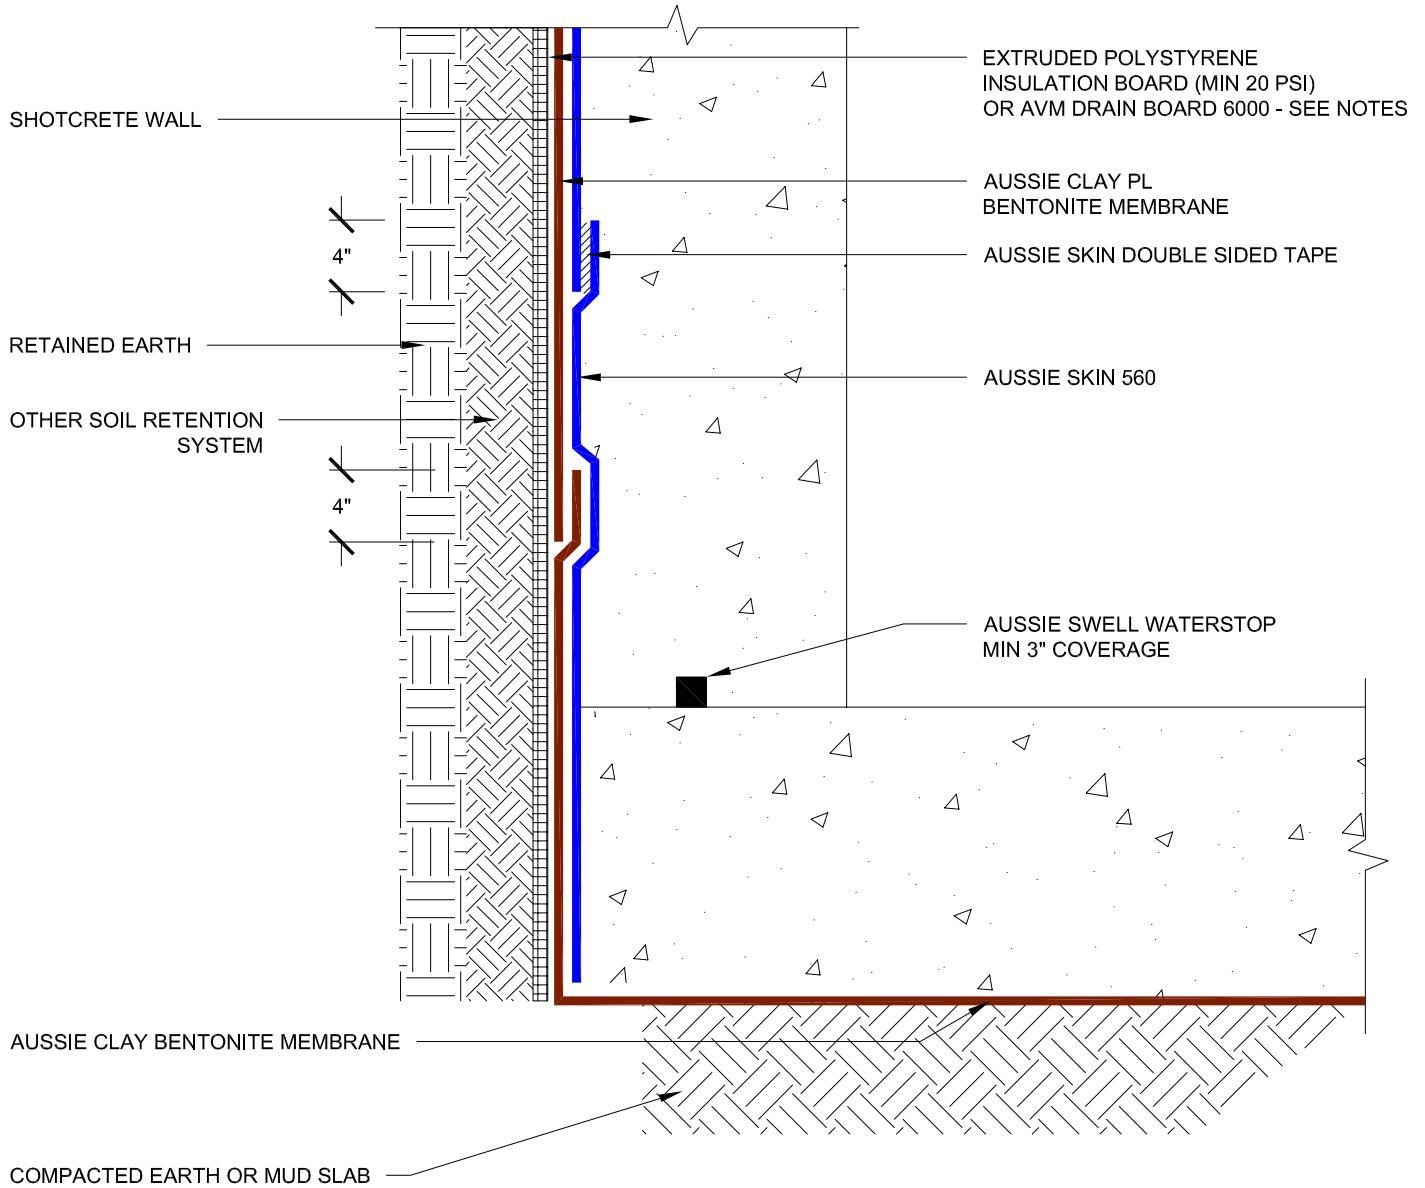 EXTRUDED POLYSTYRENE
INSULATION BOARD (MIN 20 PSI)
OR AVM DRAIN BOARD 6000 - SEE NOTES
SHOTCRETE WALL
AUSSIE CLAY PL
BENTONITE MEMBRANE
4"
AUSSIE SKIN DOUBLE SIDED TAPE
RETAINED EARTH
AUSSIE SKIN 560
OTHER SOIL RETENTION
SYSTEM
4"
AUSSIE SWELL WATERSTOP
MIN 3" COVERAGE
AUSSIE CLAY BENTONITE MEMBRANE
COMPACTED EARTH OR MUD SLAB